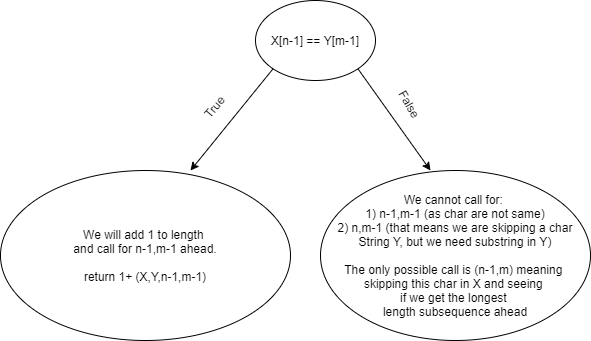 X[n-1] == Y[m-1]
True
False
We will add 1 to length
and call for n-1,m-1 ahead.
return 1+ (X,Y,n-1,m-1)
We cannot call for:
1) n-1,m-1 (as char are not same)
2) n,m-1 (that means we are skipping a char
String Y, but we need substring in Y)
The only possible call is (n-1,m) meaning
skipping this char in X and seeing
if we get the longest
length subsequence ahead